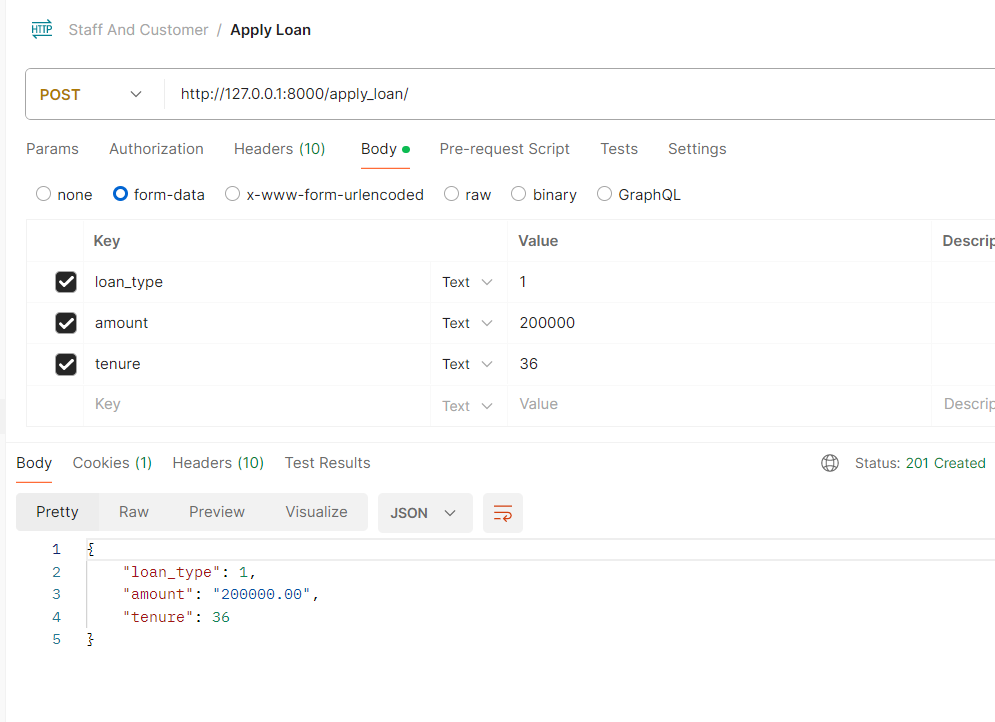 HTTP Staff And Customer / Apply Loan
POST http://127.0.0.1:8000/apply_loan/
Params Authorization Headers (10) Body Pre-request Script Tests Settings
none form-data x-www-form-urlencoded raw binary GraphQL
Key Value Descrip
loan_type Text 1
amount Text 200000
tenure Text 36
Key Text Value Descrip
Body Cookies (1) Headers (10) Test Results Status: 201 Created
Pretty Raw Preview Visualize JSON
1 {
2 "loan_type": 1,
3 "amount": "200000.00",
4 "tenure": 36
5 }